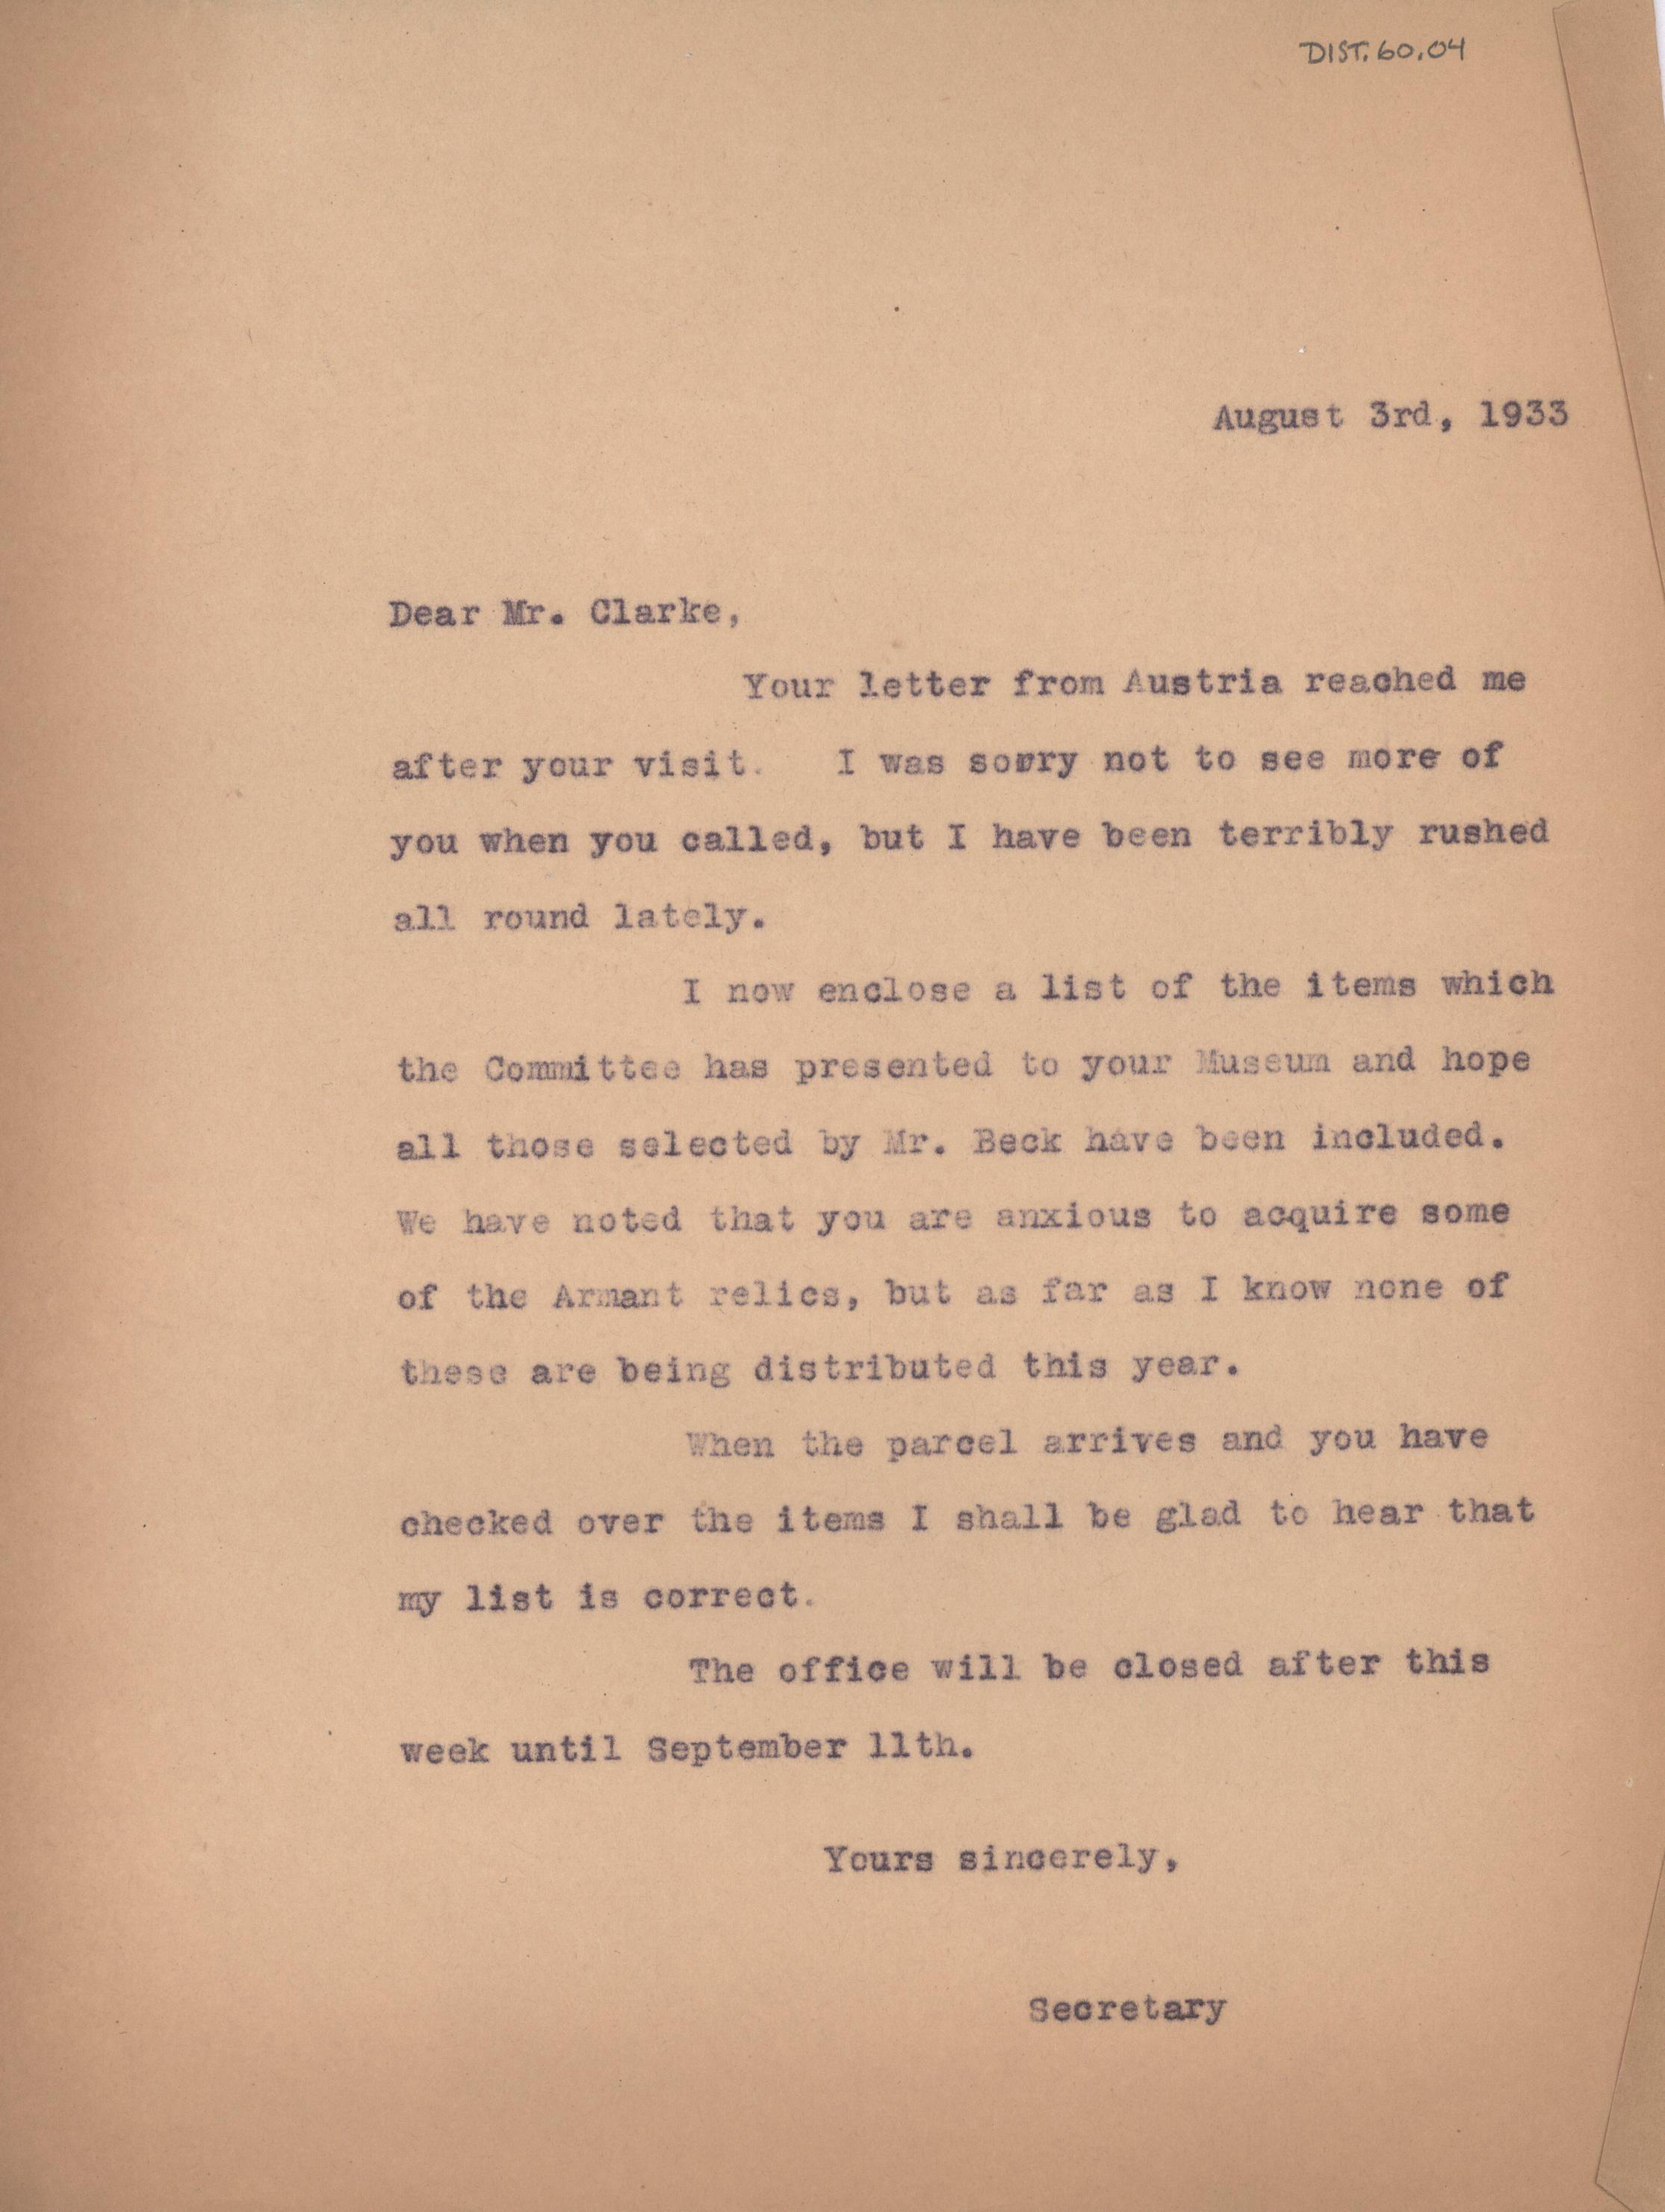 DIST.60.04
August 3rd, 1933
Dear Mr. Clarke,
Your letter from Austria reached me
after your visit. I was sorry not to see more of
you when you called, but I have been terribly rushed
all round lately.
I now enclose a list of the items which
the Committee has presented to your Museum and hope
all those selected by Mr. Beck have been included.
We have noted that you are anxious to acquire some
of the Armant relics, but as far as I know none of
these are being distributed this year.
When the parcel arrives and you have
checked over the items I shall be glad to hear that
my list is correct.
The office will be closed after this
week until September 11th.
Yours sincerely,
Secretary